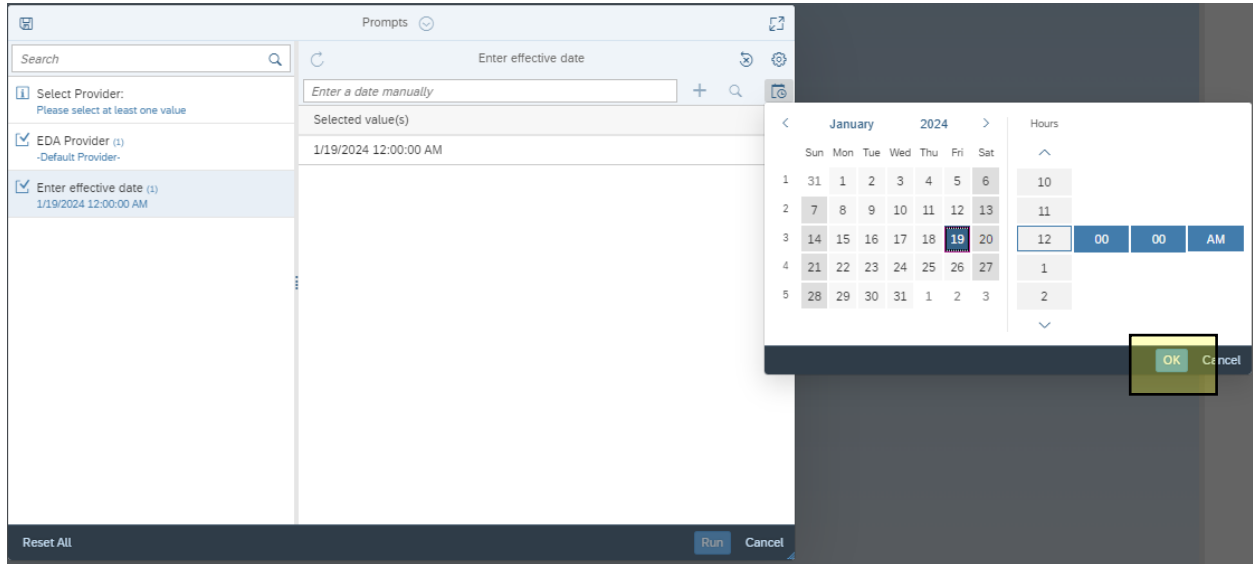 Prompts
Search
Select Provider:
Please select at least one value
EDA Provider (1)
-Default Provider-
Enter effective date (1)
1/19/2024 12:00:00 AM
Enter effective date
Enter a date manually
Selected value(s)
1/19/2024 12:00:00 AM
January 2024
Sun Mon Tue Wed Thu Fri Sat
1 31 1 2 3 4 5 6
2 7 8 9 10 11 12 13
3 14 15 16 17 18 19 20
4 21 22 23 24 25 26 27
5 28 29 30 31 1 2 3
Hours
10
11
12 00 00 AM
1
2
OK Cancel
Reset All
Run Cancel